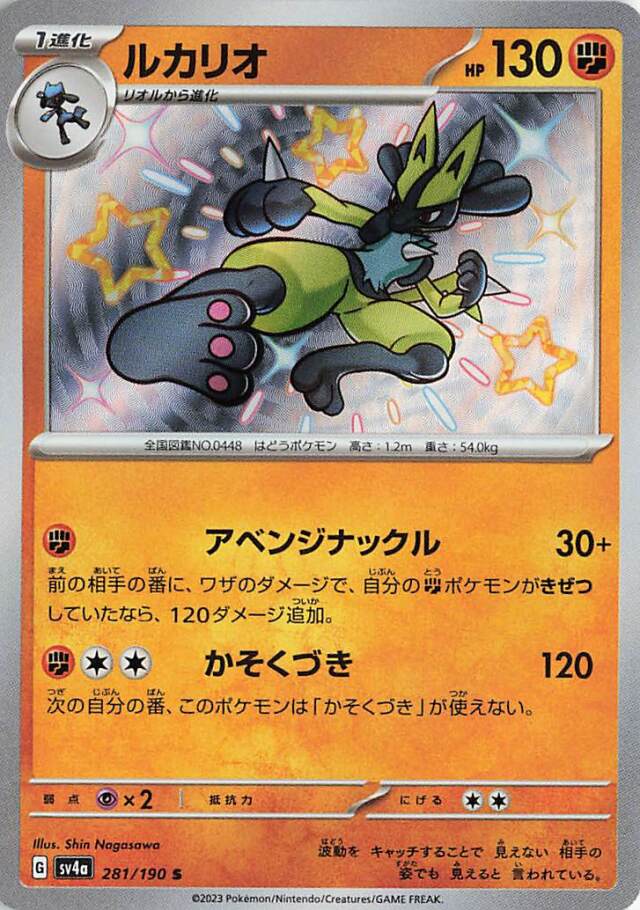 1進化 ルカリオ HP 130
リオルから進化
全国図鑑NO.0448 はどうポケモン 高さ:1.2m 重さ:54.0kg
アベンジナックル 30+
前の相手の番に、ワザのダメージで、自分のポケモンがきぜつ
していたなら、120ダメージ追加。
かそくづき 120
次の自分の番、このポケモンは「かそくづき」が使えない。
弱点 ×2 抵抗力 にげる
Illus. Shin Nagasawa
波動を キャッチすることで 見えない 相手の
姿でも 見えると 言われている。
G sv4a 281/190 S
©2023 Pokémon/Nintendo/Creatures/GAME FREAK.